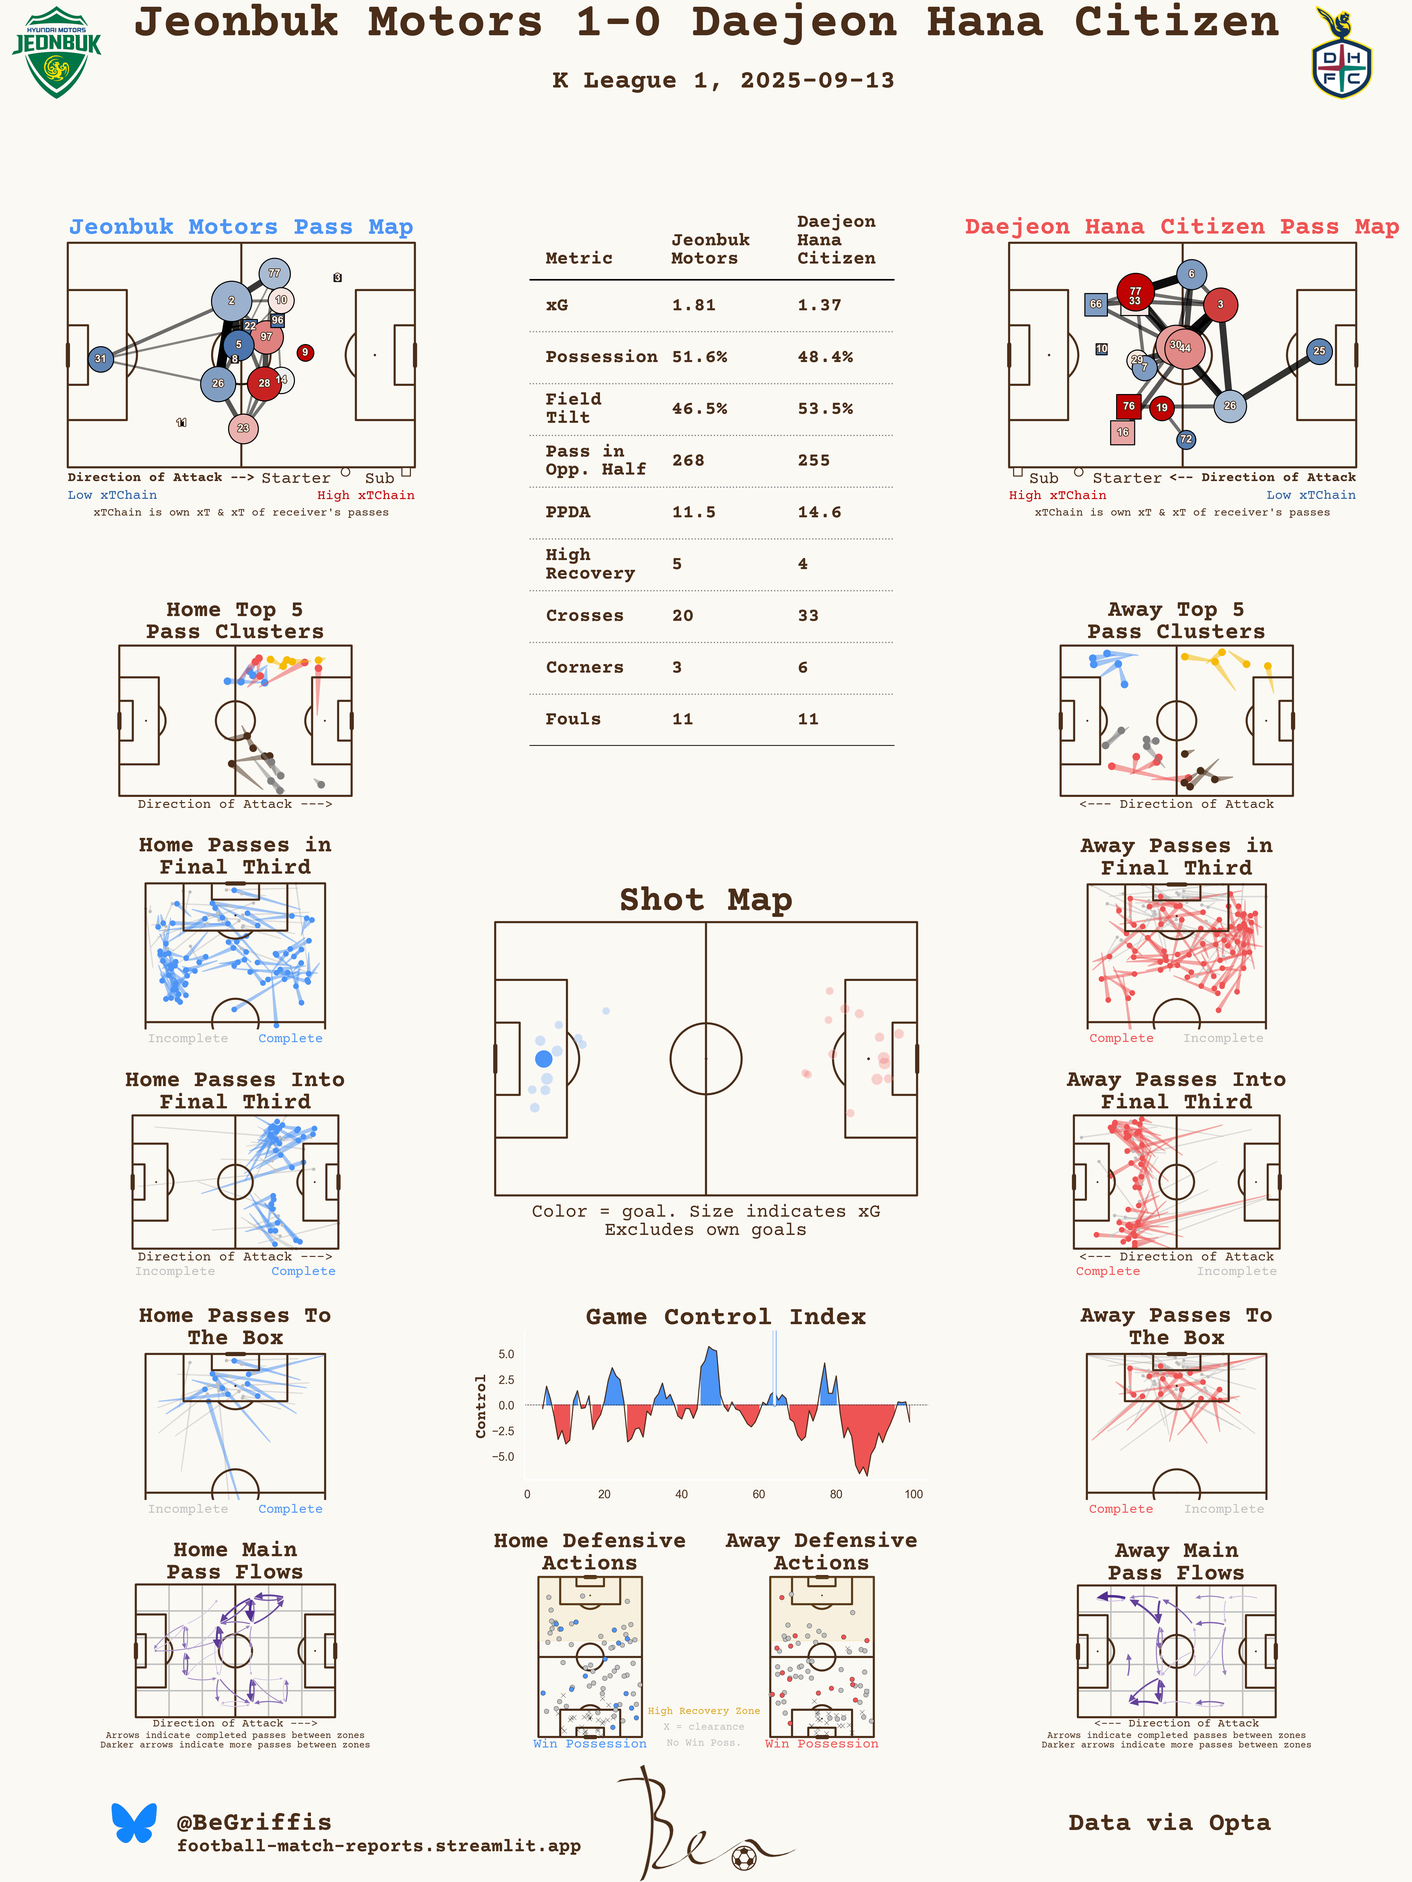 Jeonbuk Motors 1-0 Daejeon Hana Citizen
K League 1, 2025-09-13
HYUNDAI MOTORS
JEONBUK
D H
F C
Jeonbuk Motors Pass Map
77
3
2
10
96
22
97
5
8
9
31
26
28
14
11
23
Direction of Attack --> Starter Sub
Low xTChain High xTChain
xTChain is own xT & xT of receiver's passes
Metric Jeonbuk Motors Daejeon Hana Citizen
xG 1.81 1.37
Possession 51.6% 48.4%
Field Tilt 46.5% 53.5%
Pass in Opp. Half 268 255
PPDA 11.5 14.6
High Recovery 5 4
Crosses 20 33
Corners 3 6
Fouls 11 11
Daejeon Hana Citizen Pass Map
6
77
33
66
3
10
30
44
29
7
25
76
19
26
16
72
Sub Starter <-- Direction of Attack
High xTChain Low xTChain
xTChain is own xT & xT of receiver's passes
Home Top 5
Pass Clusters
Direction of Attack --->
Away Top 5
Pass Clusters
<--- Direction of Attack
Home Passes in
Final Third
Incomplete Complete
Away Passes in
Final Third
Complete Incomplete
Shot Map
Color = goal. Size indicates xG
Excludes own goals
Home Passes Into
Final Third
Direction of Attack --->
Incomplete Complete
Away Passes Into
Final Third
<--- Direction of Attack
Complete Incomplete
Home Passes To
The Box
Incomplete Complete
Game Control Index
Control
5.0
2.5
0.0
−2.5
−5.0
0 20 40 60 80 100
Away Passes To
The Box
Complete Incomplete
Home Main
Pass Flows
Direction of Attack --->
Arrows indicate completed passes between zones
Darker arrows indicate more passes between zones
Home Defensive
Actions
Win Possession
High Recovery Zone
X = clearance
No Win Poss.
Away Defensive
Actions
Win Possession
Away Main
Pass Flows
<--- Direction of Attack
Arrows indicate completed passes between zones
Darker arrows indicate more passes between zones
@BeGriffis
football-match-reports.streamlit.app
Ben
Data via Opta